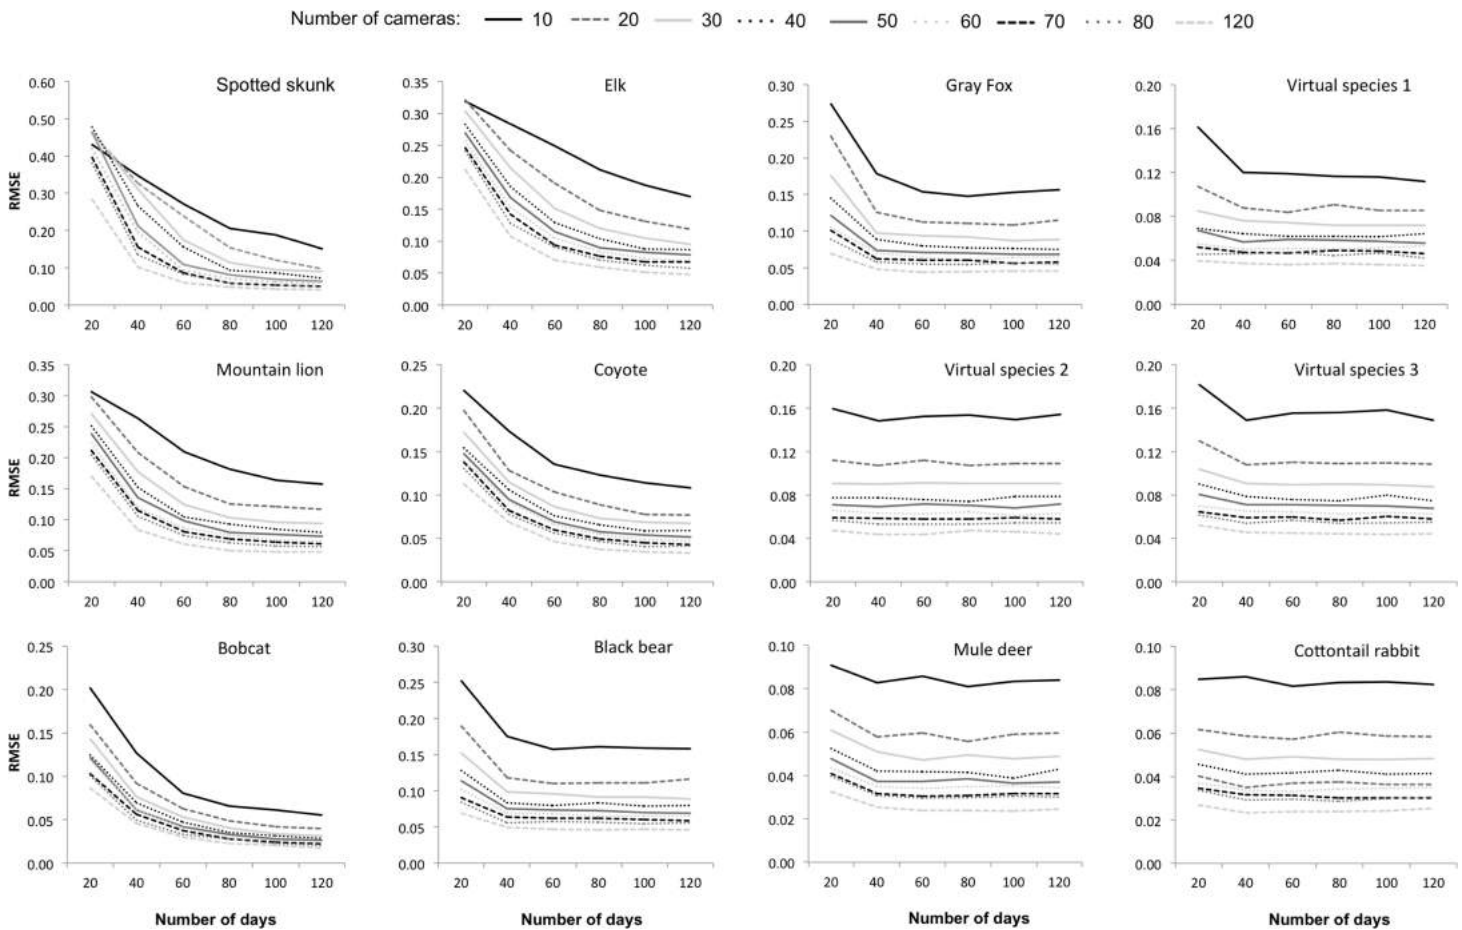 Number of cameras: 10 20 30 40 50 60 70 80 120
Spotted skunk Elk Gray Fox Virtual species 1
RMSE
0.60 0.35 0.30 0.20
0.50 0.30 0.25 0.16
0.40 0.25 0.20 0.12
0.30 0.20 0.15 0.08
0.20 0.15 0.10 0.04
0.10 0.10 0.05 0.00
0.00 0.05 0.00
0.00
20 40 60 80 100 120 20 40 60 80 100 120 20 40 60 80 100 120 20 40 60 80 100 120
Mountain lion Coyote Virtual species 2 Virtual species 3
RMSE
0.35 0.25 0.20 0.20
0.30 0.20 0.16 0.16
0.25 0.15 0.12 0.12
0.20 0.10 0.08 0.08
0.15 0.05 0.04 0.04
0.10 0.00 0.00 0.00
0.05
0.00
20 40 60 80 100 120 20 40 60 80 100 120 20 40 60 80 100 120 20 40 60 80 100 120
Bobcat Black bear Mule deer Cottontail rabbit
RMSE
0.25 0.30 0.10 0.10
0.20 0.25 0.08 0.08
0.15 0.20 0.06 0.06
0.10 0.15 0.04 0.04
0.05 0.10 0.02 0.02
0.00 0.05 0.00 0.00
0.00
20 40 60 80 100 120 20 40 60 80 100 120 20 40 60 80 100 120 20 40 60 80 100 120
Number of days Number of days Number of days Number of days